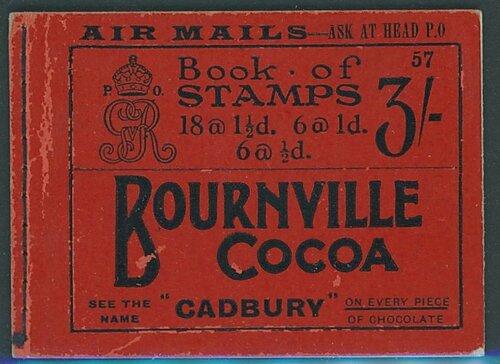 AIR MAILS—ASK AT HEAD P.O
57
P O.
GR
Book · of
STAMPS
3/-
18@1½d. 6@1d.
6@½d.
BOURNVILLE
COCOA
SEE THE NAME
"CADBURY"
ON EVERY PIECE
OF CHOCOLATE